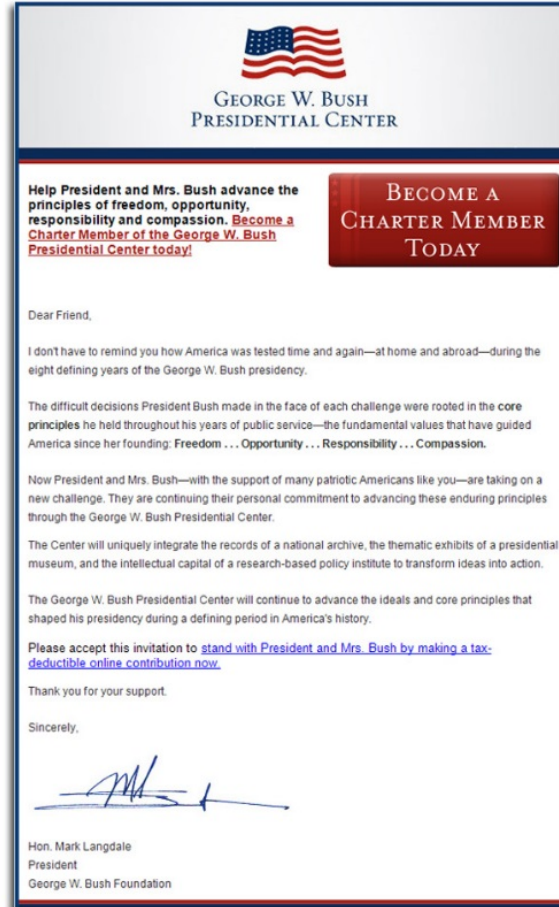 GEORGE W. BUSH
PRESIDENTIAL CENTER
Help President and Mrs. Bush advance the
principles of freedom, opportunity,
responsibility and compassion. Become a
Charter Member of the George W. Bush
Presidential Center today!
BECOME A
CHARTER MEMBER
TODAY
Dear Friend,
I don't have to remind you how America was tested time and again—at home and abroad—during the
eight defining years of the George W. Bush presidency.
The difficult decisions President Bush made in the face of each challenge were rooted in the core
principles he held throughout his years of public service—the fundamental values that have guided
America since her founding: Freedom . . . Opportunity . . . Responsibility . . . Compassion.
Now President and Mrs. Bush—with the support of many patriotic Americans like you—are taking on a
new challenge. They are continuing their personal commitment to advancing these enduring principles
through the George W. Bush Presidential Center.
The Center will uniquely integrate the records of a national archive, the thematic exhibits of a presidential
museum, and the intellectual capital of a research-based policy institute to transform ideas into action.
The George W. Bush Presidential Center will continue to advance the ideals and core principles that
shaped his presidency during a defining period in America's history.
Please accept this invitation to stand with President and Mrs. Bush by making a tax-
deductible online contribution now.
Thank you for your support.
Sincerely,
Hon. Mark Langdale
President
George W. Bush Foundation